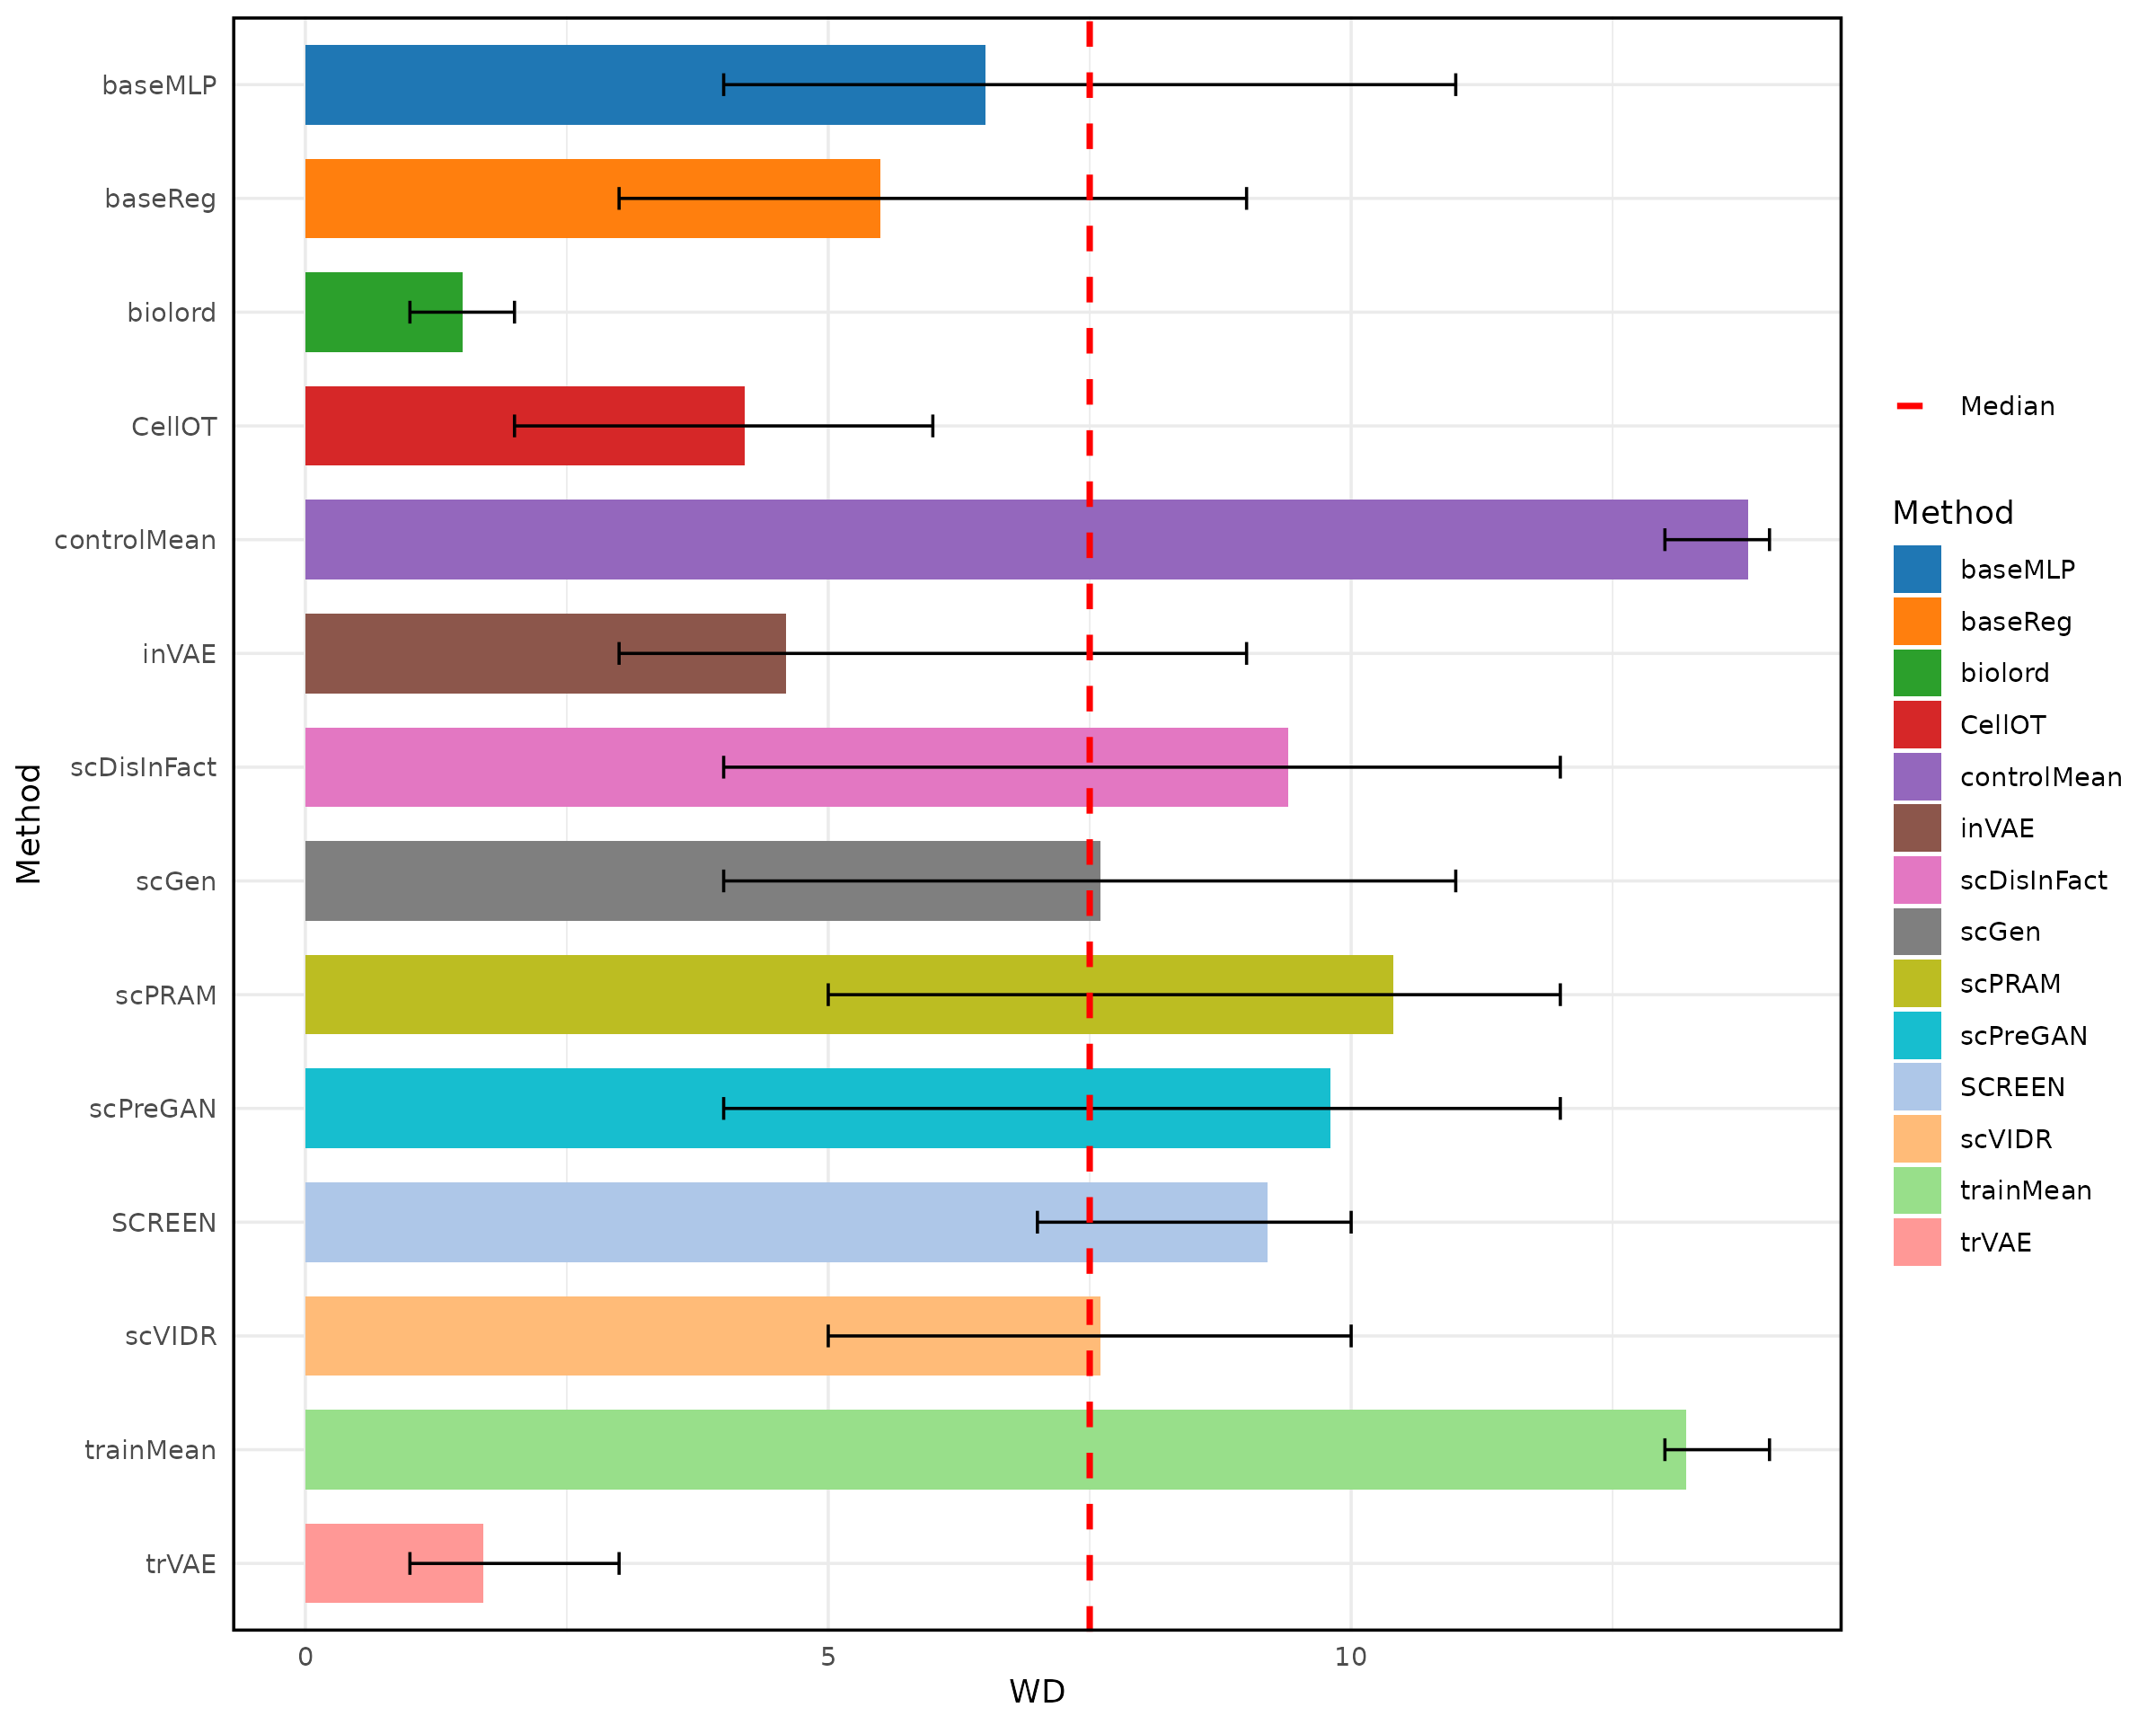 Method
baseMLP
baseReg
biolord
CellOT
controlMean
inVAE
scDisInFact
scGen
scPRAM
scPreGAN
SCREEN
scVIDR
trainMean
trVAE
0 5 10
WD
Median
Method
baseMLP
baseReg
biolord
CellOT
controlMean
inVAE
scDisInFact
scGen
scPRAM
scPreGAN
SCREEN
scVIDR
trainMean
trVAE